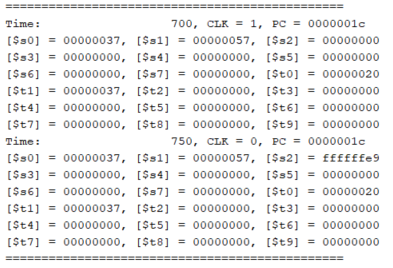 ===============================================
Time:                  700, CLK = 1, PC = 0000001c
[$s0] = 00000037, [$s1] = 00000057, [$s2] = 00000000
[$s3] = 00000000, [$s4] = 00000000, [$s5] = 00000000
[$s6] = 00000000, [$s7] = 00000000, [$t0] = 00000020
[$t1] = 00000037, [$t2] = 00000000, [$t3] = 00000000
[$t4] = 00000000, [$t5] = 00000000, [$t6] = 00000000
[$t7] = 00000000, [$t8] = 00000000, [$t9] = 00000000
Time:                  750, CLK = 0, PC = 0000001c
[$s0] = 00000037, [$s1] = 00000057, [$s2] = ffffffe9
[$s3] = 00000000, [$s4] = 00000000, [$s5] = 00000000
[$s6] = 00000000, [$s7] = 00000000, [$t0] = 00000020
[$t1] = 00000037, [$t2] = 00000000, [$t3] = 00000000
[$t4] = 00000000, [$t5] = 00000000, [$t6] = 00000000
[$t7] = 00000000, [$t8] = 00000000, [$t9] = 00000000
===============================================